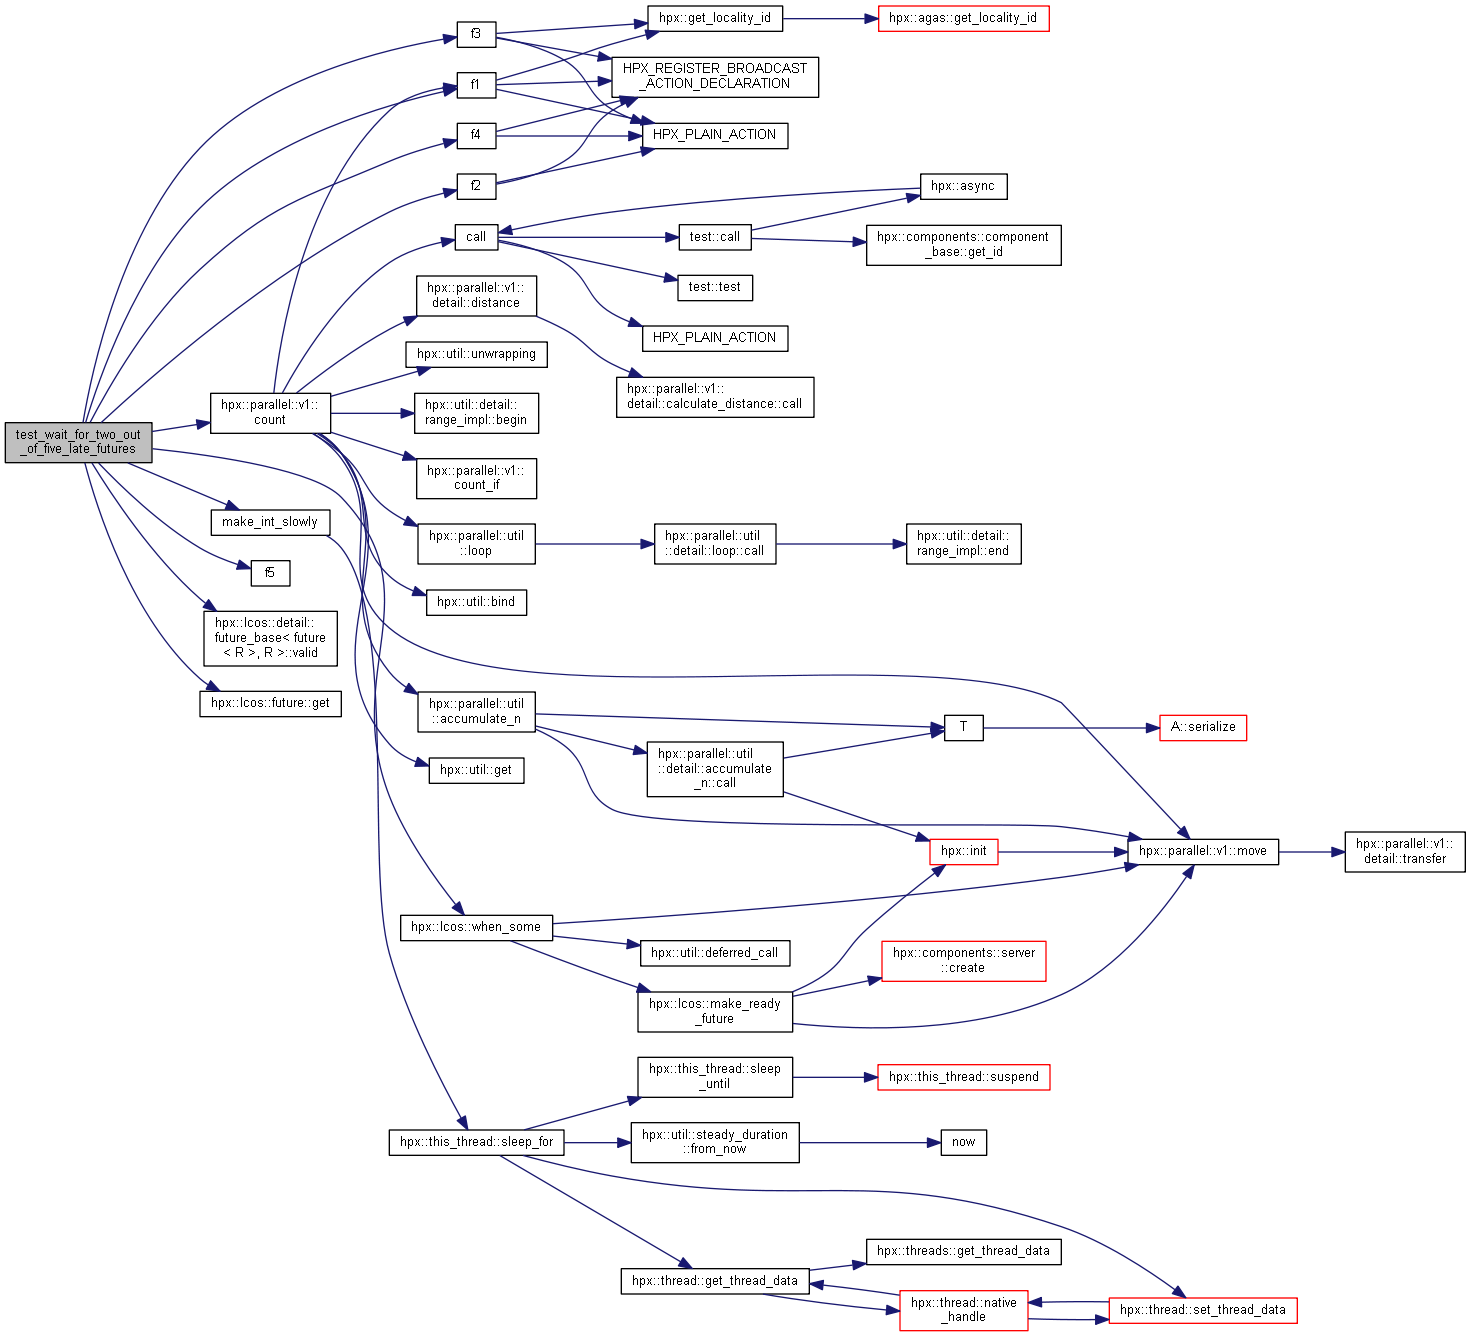 hpx::get_locality_id
hpx::agas::get_locality_id
f3
HPX_REGISTER_BROADCAST
_ACTION_DECLARATION
f1
f4
HPX_PLAIN_ACTION
f2
hpx::async
call
test::call
hpx::components::component
_base::get_id
hpx::parallel::v1::
detail::distance
test::test
HPX_PLAIN_ACTION
hpx::util::unwrapping
hpx::parallel::v1::
detail::calculate_distance::call
hpx::parallel::v1::
count
hpx::util::detail::
range_impl::begin
test_wait_for_two_out
_of_five_late_futures
hpx::parallel::v1::
count_if
make_int_slowly
hpx::parallel::util
::loop
hpx::parallel::util
::detail::loop::call
hpx::util::detail::
range_impl::end
f5
hpx::util::bind
hpx::lcos::detail::
future_base< future
< R >, R >::valid
hpx::lcos::future::get
hpx::parallel::util
::accumulate_n
T
A::serialize
hpx::util::get
hpx::parallel::util
::detail::accumulate
_n::call
hpx::init
hpx::parallel::v1::move
hpx::parallel::v1::
detail::transfer
hpx::lcos::when_some
hpx::util::deferred_call
hpx::components::server
::create
hpx::lcos::make_ready
_future
hpx::this_thread::sleep
_until
hpx::this_thread::suspend
hpx::this_thread::sleep_for
hpx::util::steady_duration
::from_now
now
hpx::threads::get_thread_data
hpx::thread::get_thread_data
hpx::thread::native
_handle
hpx::thread::set_thread_data